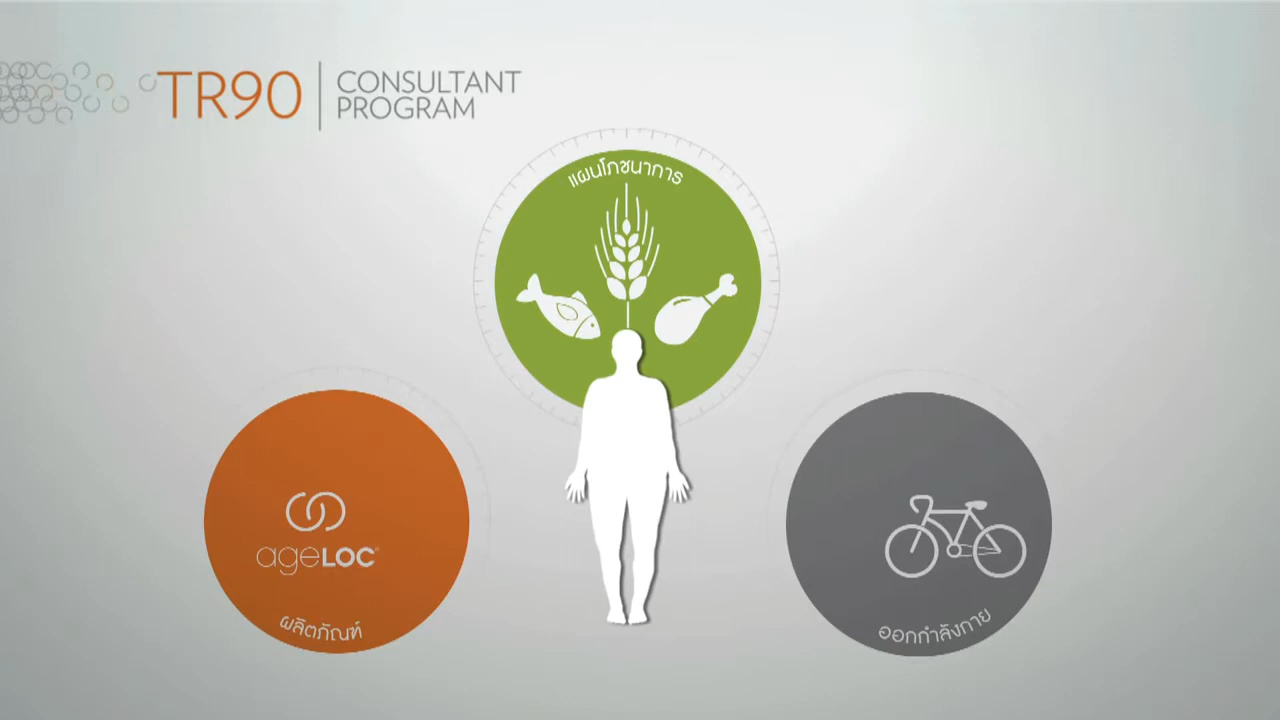 TR90
CONSULTANT
PROGRAM
แผนโภชนาการ
ageLOC®
ผลิตภัณฑ์
ออกกำลังกาย